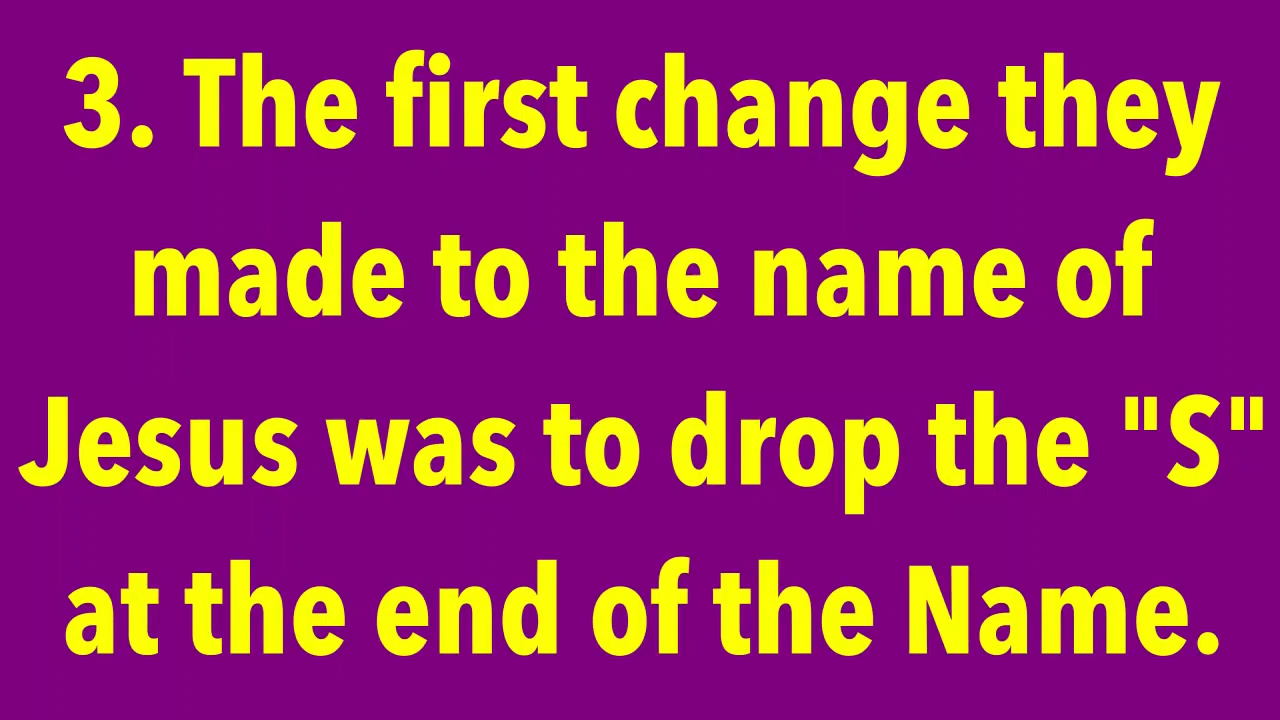 3. The first change they
made to the name of
Jesus was to drop the "S"
at the end of the Name.